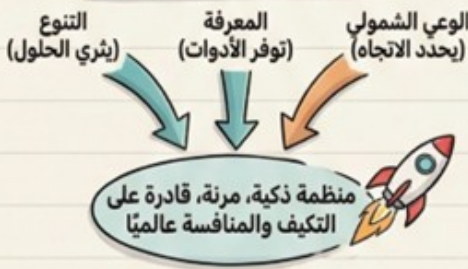 الوعي الشمولي
(يحدد الاتجاه)
المعرفة
(توفر الأدوات)
التنوع
(يثري الحلول)
منظمة ذكية، مرنة، قادرة على
التكيف والمنافسة عالميًا